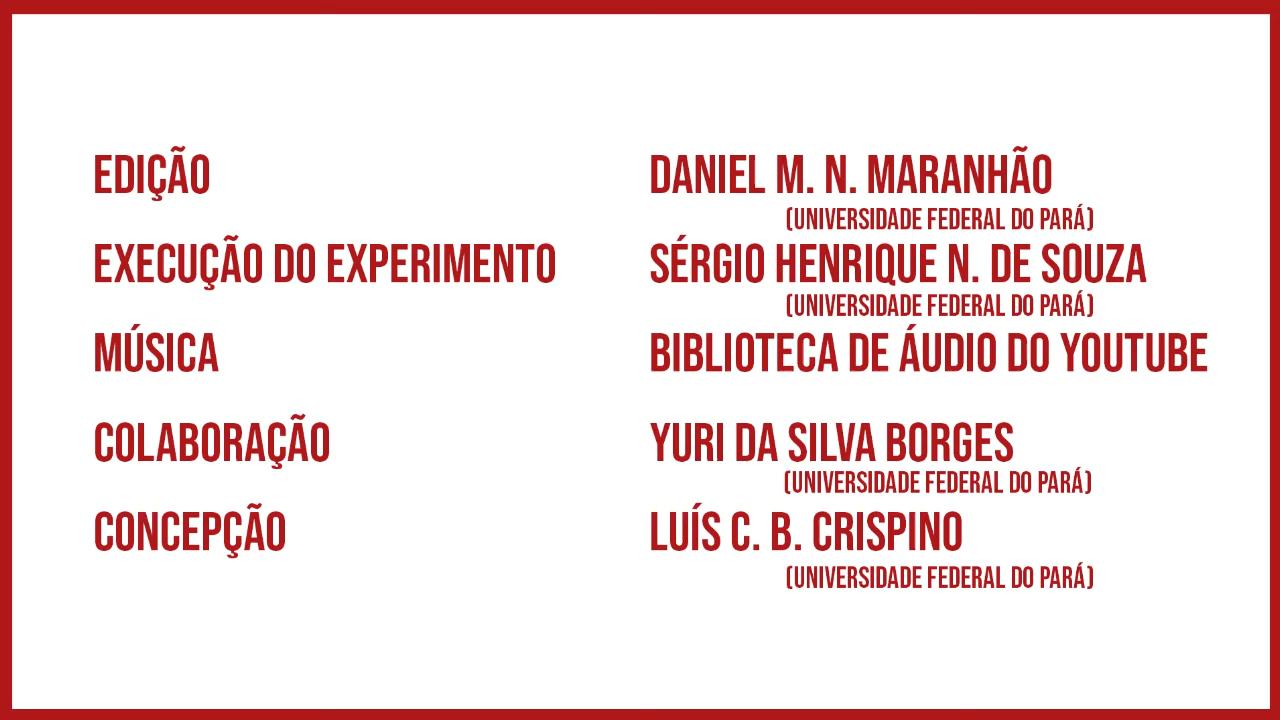 EDIÇÃO DANIEL M. N. MARANHÃO
(UNIVERSIDADE FEDERAL DO PARÁ)
EXECUÇÃO DO EXPERIMENTO SÉRGIO HENRIQUE N. DE SOUZA
(UNIVERSIDADE FEDERAL DO PARÁ)
MÚSICA BIBLIOTECA DE ÁUDIO DO YOUTUBE
COLABORAÇÃO YURI DA SILVA BORGES
(UNIVERSIDADE FEDERAL DO PARÁ)
CONCEPÇÃO LUÍS C. B. CRISPINO
(UNIVERSIDADE FEDERAL DO PARÁ)